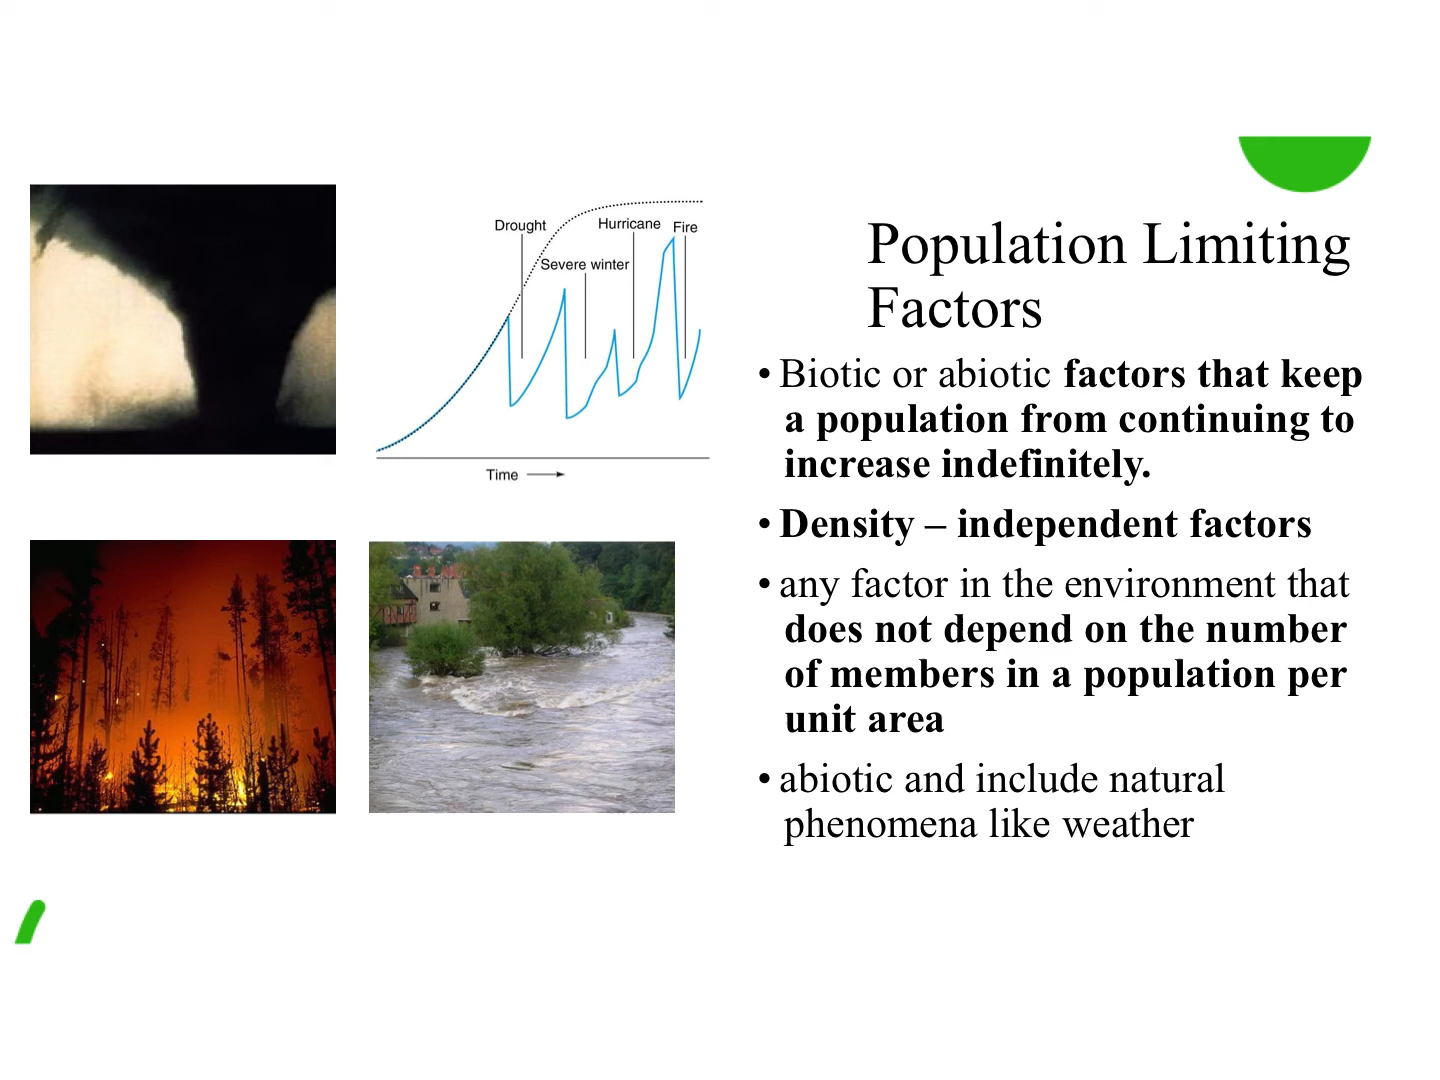 Drought
Hurricane
Fire
Severe winter
Time
Population Limiting
Factors
• Biotic or abiotic factors that keep
a population from continuing to
increase indefinitely.
• Density – independent factors
• any factor in the environment that
does not depend on the number
of members in a population per
unit area
• abiotic and include natural
phenomena like weather